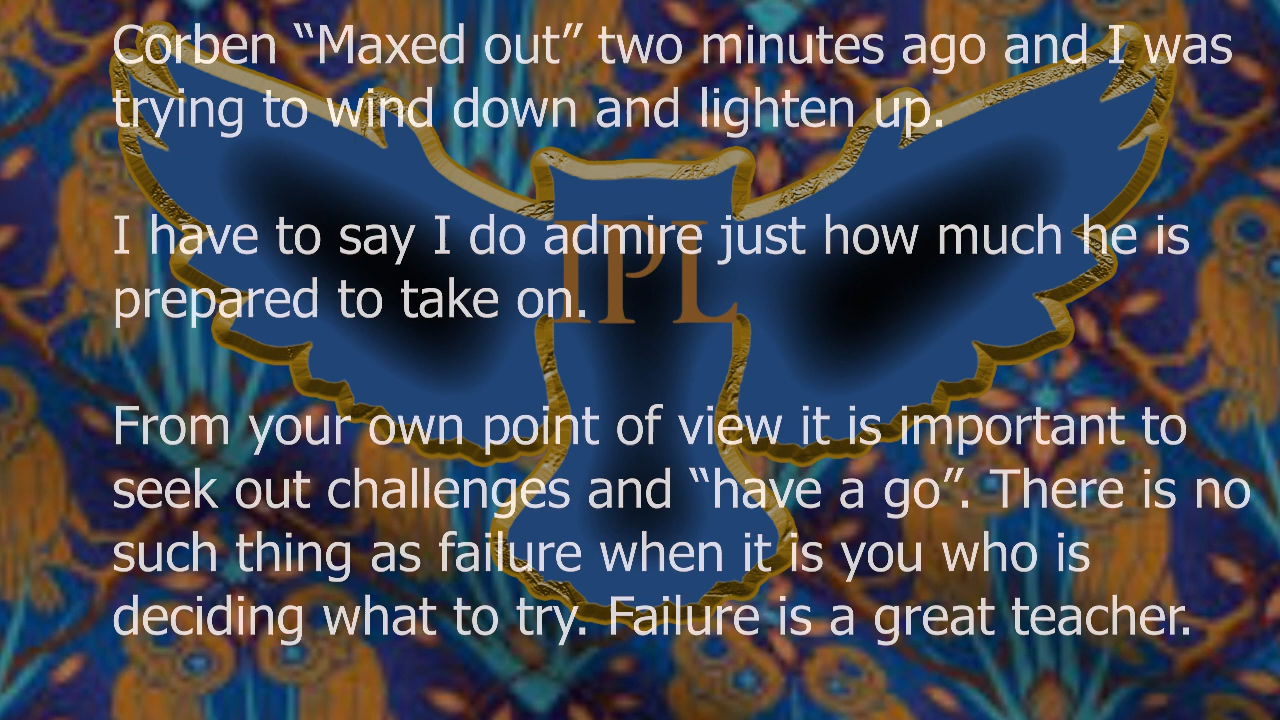 Corben “Maxed out” two minutes ago and I was
trying to wind down and lighten up.
I have to say I do admire just how much he is
prepared to take on.
IPL
From your own point of view it is important to
seek out challenges and “have a go”. There is no
such thing as failure when it is you who is
deciding what to try. Failure is a great teacher.